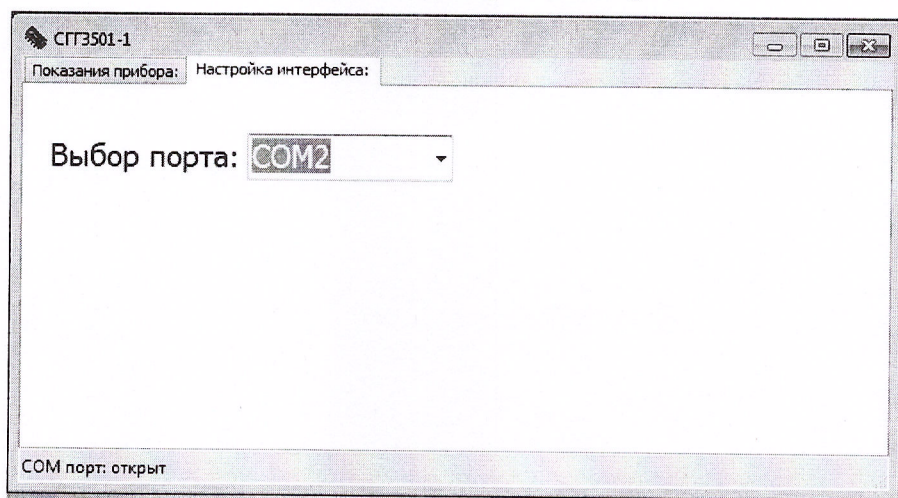 СГГ3501-1
Показания прибора: Настройка интерфейса:
Выбор порта: COM2
COM порт: открыт